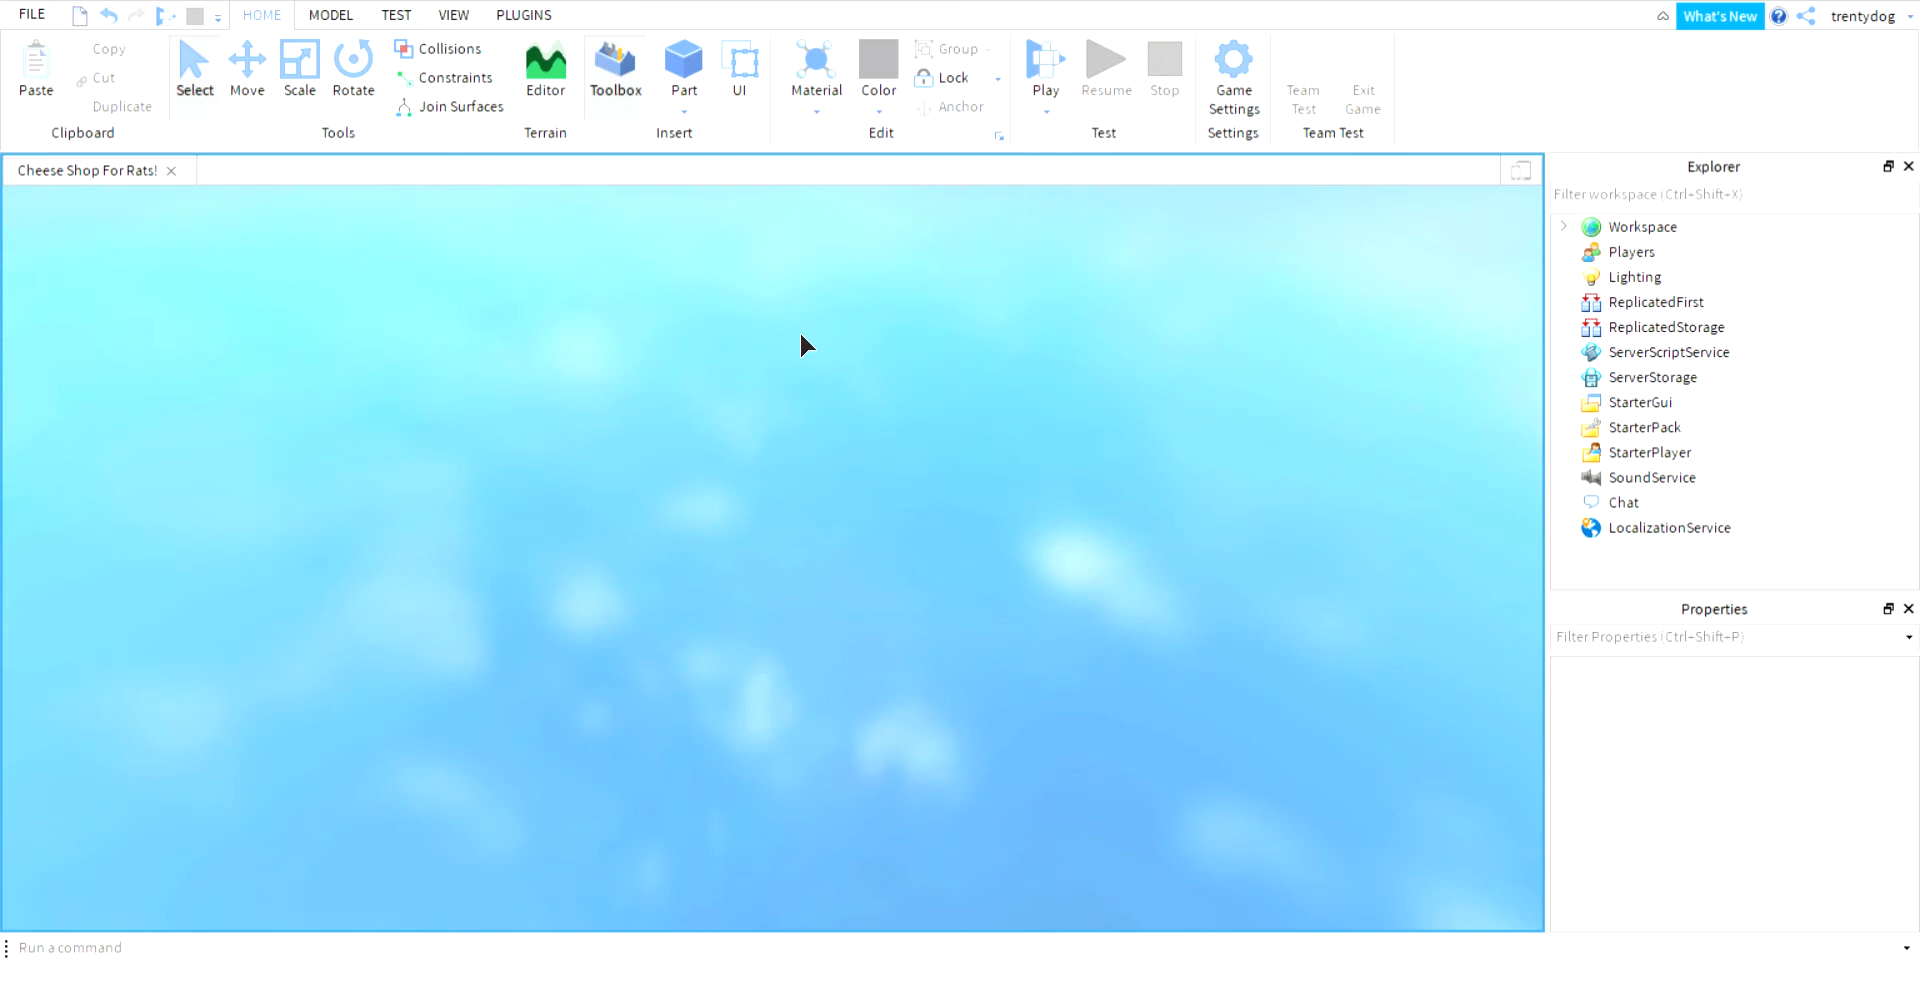 FILE HOME MODEL TEST VIEW PLUGINS What's New trentydog
Paste Copy Cut Duplicate Clipboard
Select Move Scale Rotate Collisions Constraints Join Surfaces Tools
Editor Terrain
Toolbox Part UI Insert
Material Color Group Lock Anchor Edit
Play Resume Stop Test
Game Settings Settings
Team Test Exit Game Team Test
Cheese Shop For Rats!
Explorer
Filter workspace (Ctrl+Shift+X)
Workspace
Players
Lighting
ReplicatedFirst
ReplicatedStorage
ServerScriptService
ServerStorage
StarterGui
StarterPack
StarterPlayer
SoundService
Chat
LocalizationService
Properties
Filter Properties (Ctrl+Shift+P)
Run a command